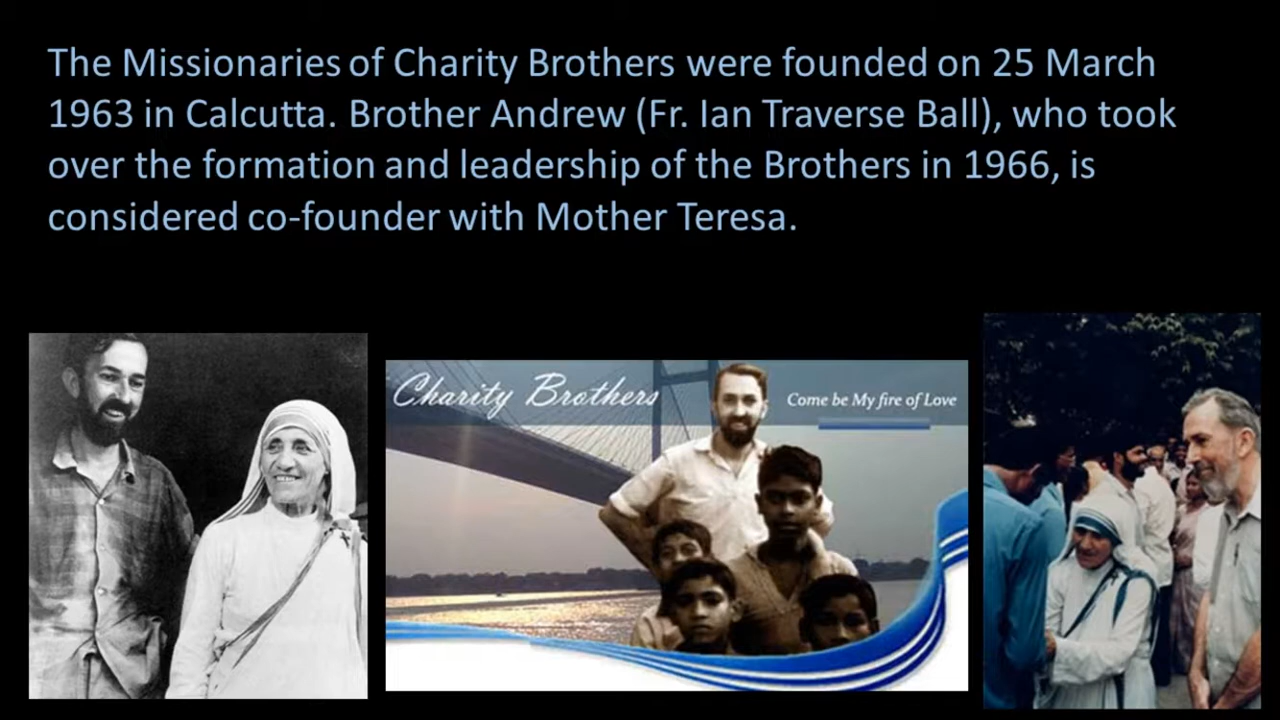 The Missionaries of Charity Brothers were founded on 25 March
1963 in Calcutta. Brother Andrew (Fr. Ian Traverse Ball), who took
over the formation and leadership of the Brothers in 1966, is
considered co-founder with Mother Teresa.
Charity Brothers
Come be My fire of Love